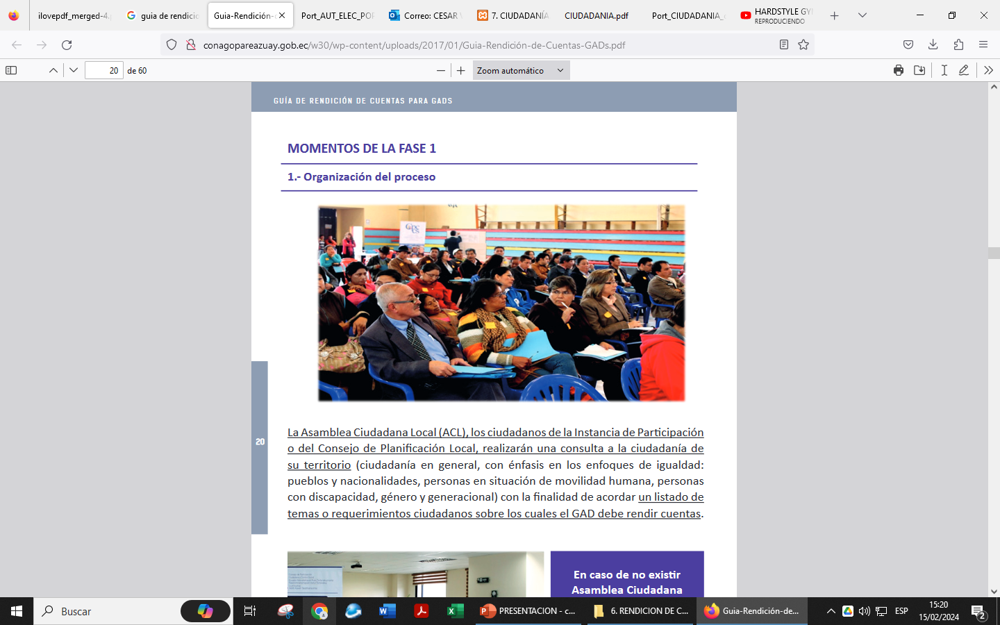 ilovepdf_merged-4.p
guia de rendicio
Guia-Rendición-d
Port_AUT_ELEC_POP
Correo: CESAR V
7. CIUDADANÍA
CIUDADANIA.pdf
Port_CIUDADANIA_
HARDSTYLE GY
REPRODUCIENDO
conagopareazuay.gob.ec/w30/wp-content/uploads/2017/01/Guia-Rendición-de-Cuentas-GADs.pdf
20 de 60
Zoom automático
GUÍA DE RENDICIÓN DE CUENTAS PARA GADS
MOMENTOS DE LA FASE 1
1.- Organización del proceso
La Asamblea Ciudadana Local (ACL), los ciudadanos de la Instancia de Participación
o del Consejo de Planificación Local, realizarán una consulta a la ciudadanía de
su territorio (ciudadanía en general, con énfasis en los enfoques de igualdad:
pueblos y nacionalidades, personas en situación de movilidad humana, personas
con discapacidad, género y generacional) con la finalidad de acordar un listado de
temas o requerimientos ciudadanos sobre los cuales el GAD debe rendir cuentas.
20
En caso de no existir
Asamblea Ciudadana
Buscar
PRESENTACION - c...
6. RENDICION DE C...
Guia-Rendición-de...
ESP
15:20
15/02/2024
2